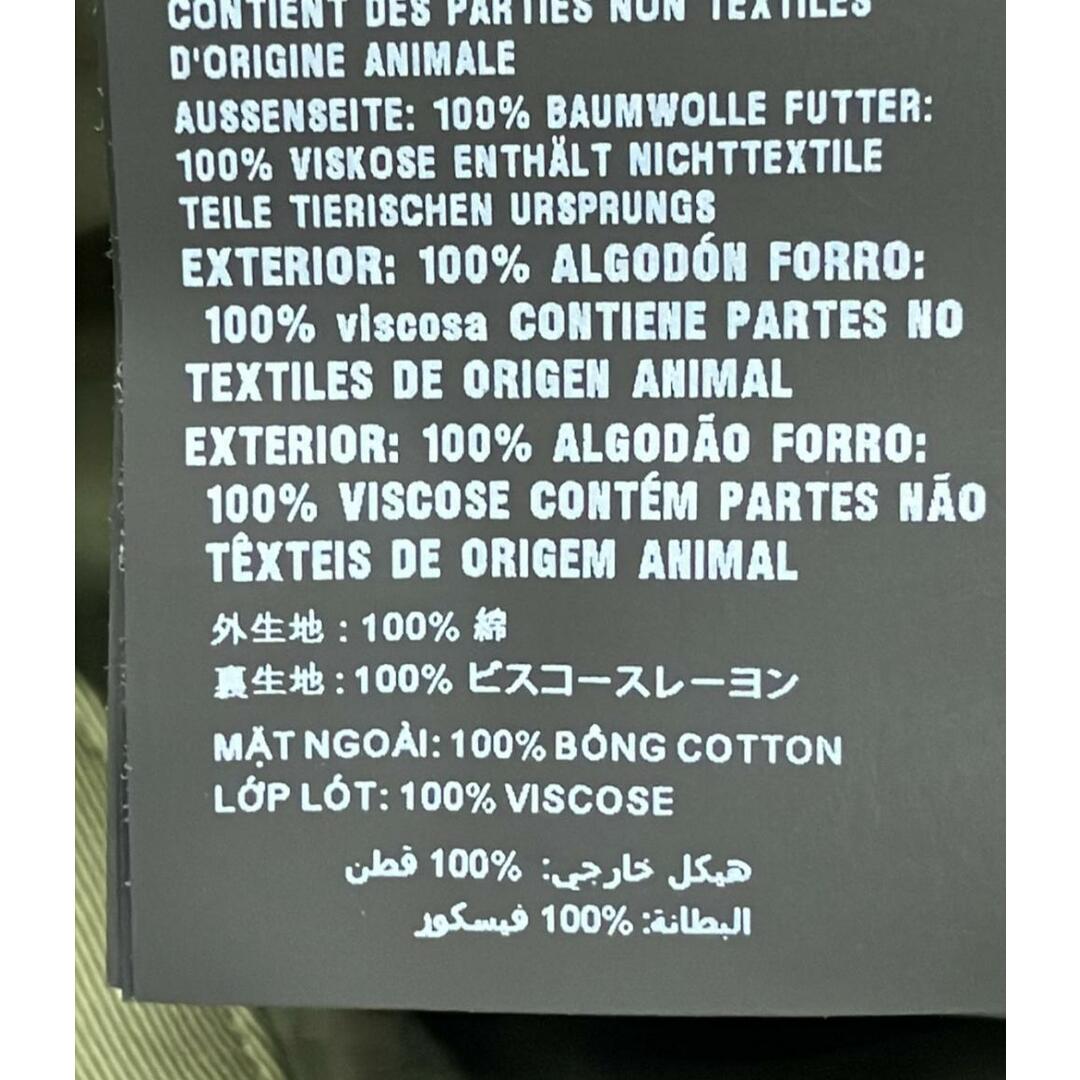 CONTIENT DES PARTIES NON TEXTILES
D'ORIGINE ANIMALE
AUSSENSEITE: 100% BAUMWOLLE FUTTER:
100% VISKOSE ENTHÄLT NICHTTEXTILE
TEILE TIERISCHEN URSPRUNGS
EXTERIOR: 100% ALGODÓN FORRO:
100% viscosa CONTIENE PARTES NO
TEXTILES DE ORIGEN ANIMAL
EXTERIOR: 100% ALGODÃO FORRO:
100% VISCOSE CONTÉM PARTES NÃO
TÊXTEIS DE ORIGEM ANIMAL
外生地 : 100% 綿
裏生地 : 100% ビスコースレーヨン
MẶT NGOÀI: 100% BÔNG COTTON
LỚP LÓT: 100% VISCOSE
هيكل خارجي: %100 قطن
البطانة: %100 فيسكوز